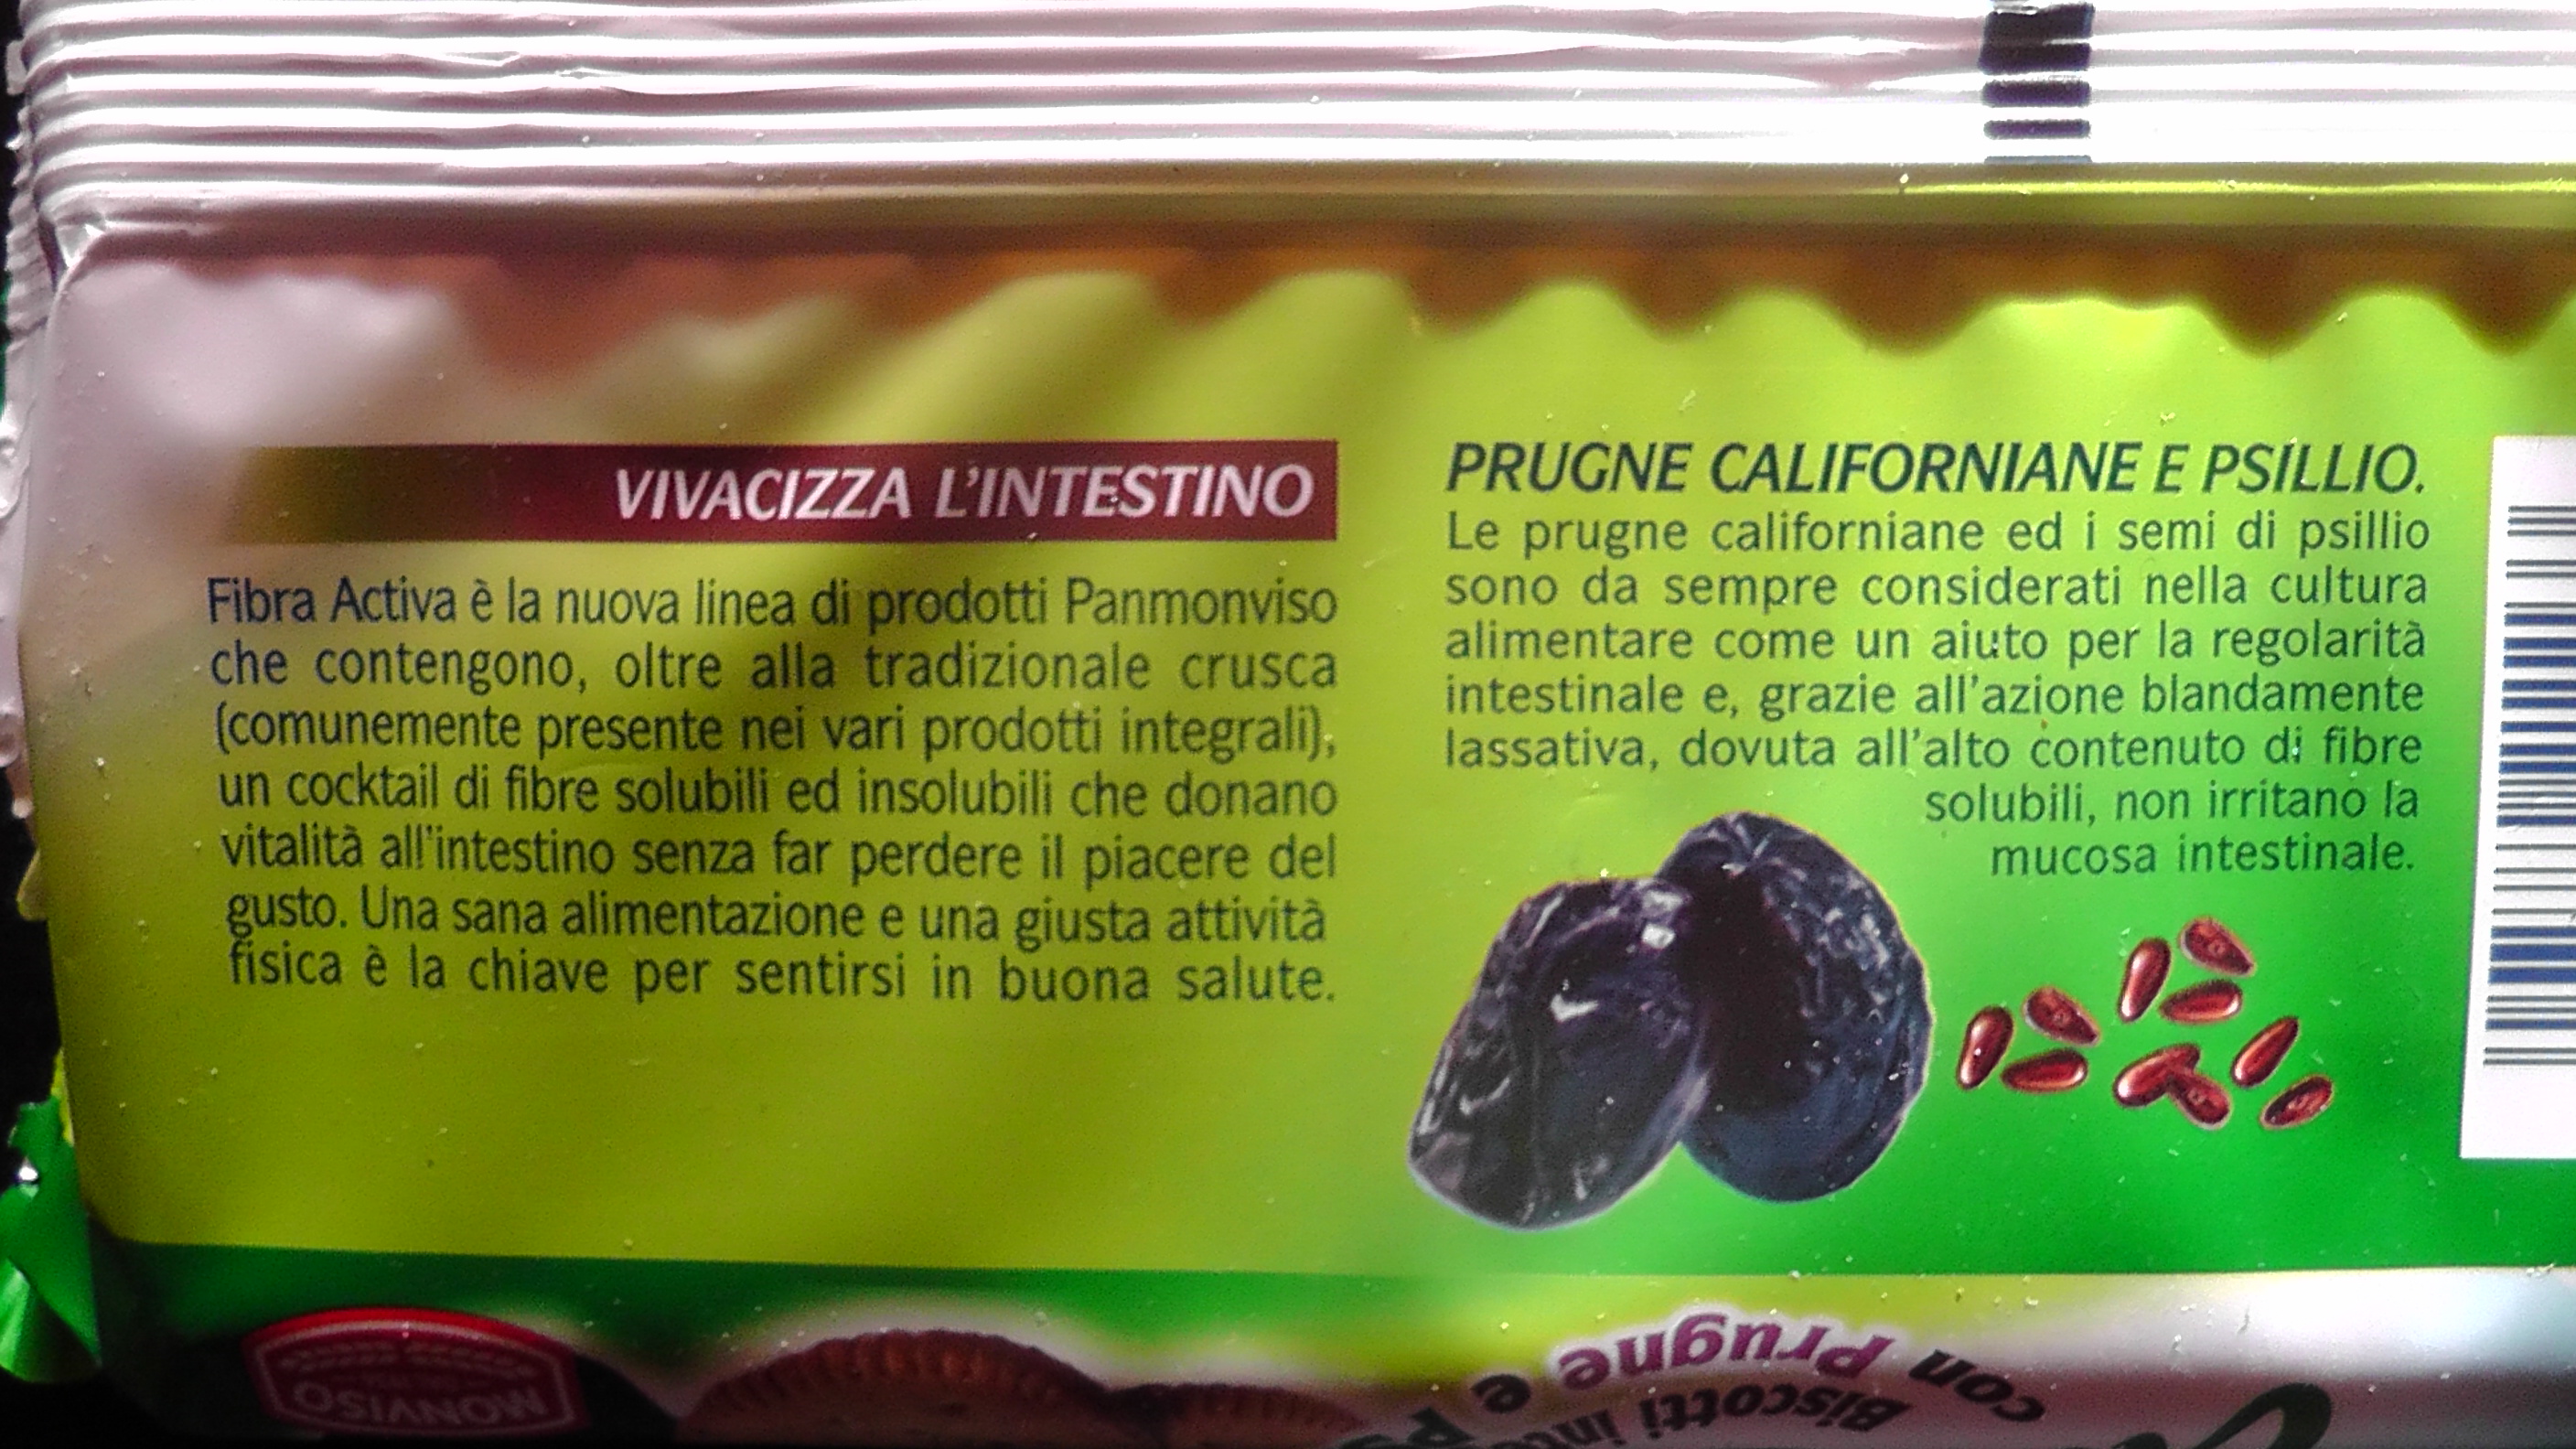 VIVACIZZA L'INTESTINO
Fibra Activa è la nuova linea di prodotti Panmonviso
che contengono, oltre alla tradizionale crusca
(comunemente presente nei vari prodotti integrali),
un cocktail di fibre solubili ed insolubili che donano
vitalità all'intestino senza far perdere il piacere del
gusto. Una sana alimentazione e una giusta attività
fisica è la chiave per sentirsi in buona salute.
PRUGNE CALIFORNIANE E PSILLIO.
Le prugne californiane ed i semi di psillio
sono da sempre considerati nella cultura
alimentare come un aiuto per la regolarità
intestinale e, grazie all'azione blandamente
lassativa, dovuta all'alto contenuto di fibre
solubili, non irritano la
mucosa intestinale.
MONVISO
Biscotti
con Prugne
e